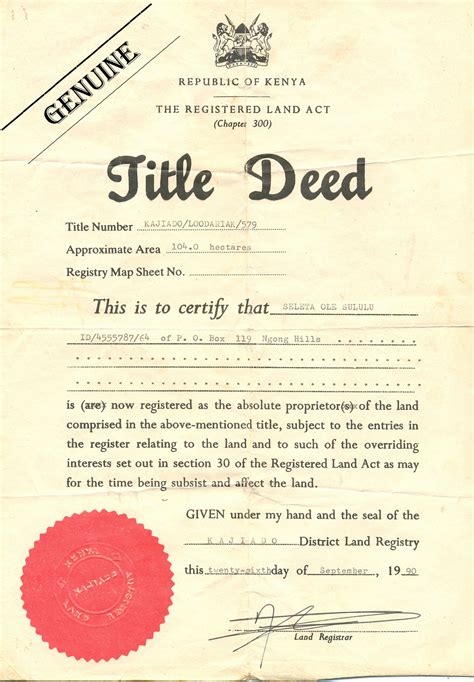 GENUINE
REPUBLIC OF KENYA
THE REGISTERED LAND ACT
(Chapter 300)
Title Deed
Title Number KAJIADO/LOODARIAK/579
Approximate Area 104.0 hectares
Registry Map Sheet No.
This is to certify that SELETA OLE SULULU
ID/4555787/64 of P. O. Box 119 Ngong Hills
is (are) now registered as the absolute proprietor(s) of the land
comprised in the above-mentioned title, subject to the entries in
the register relating to the land and to such of the overriding
interests set out in section 30 of the Registered Land Act as may
for the time being subsist and affect the land.
GIVEN under my hand and the seal of the
KAJIADO District Land Registry
this twenty-sixth day of September, 1990
Land Registrar